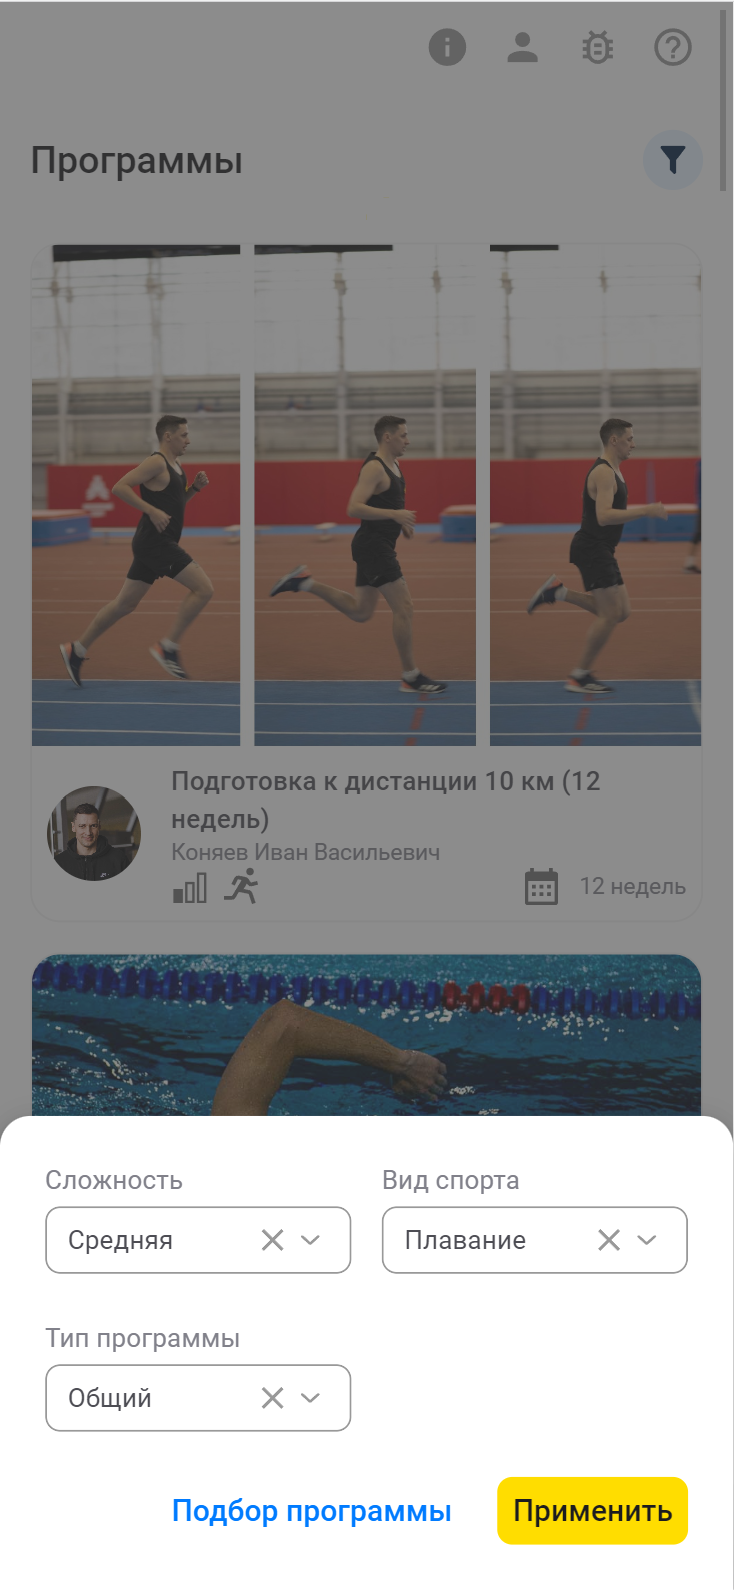 Программы
Подготовка к дистанции 10 км (12
недель)
Коняев Иван Васильевич
12 недель
Сложность
Вид спорта
Средняя
Плавание
Тип программы
Общий
Подбор программы
Применить